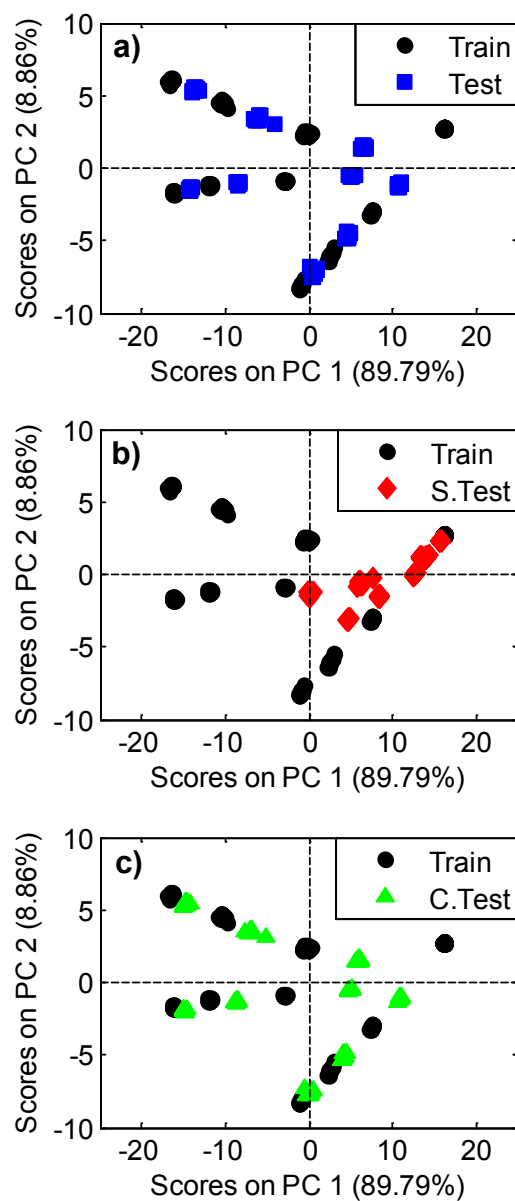 a)
Train
Test
10
5
0
-5
-10
-20 -10 0 10 20
Scores on PC 1 (89.79%)
Scores on PC 2 (8.86%)
b)
Train
S.Test
10
5
0
-5
-10
-20 -10 0 10 20
Scores on PC 1 (89.79%)
Scores on PC 2 (8.86%)
c)
Train
C.Test
10
5
0
-5
-10
-20 -10 0 10 20
Scores on PC 1 (89.79%)
Scores on PC 2 (8.86%)